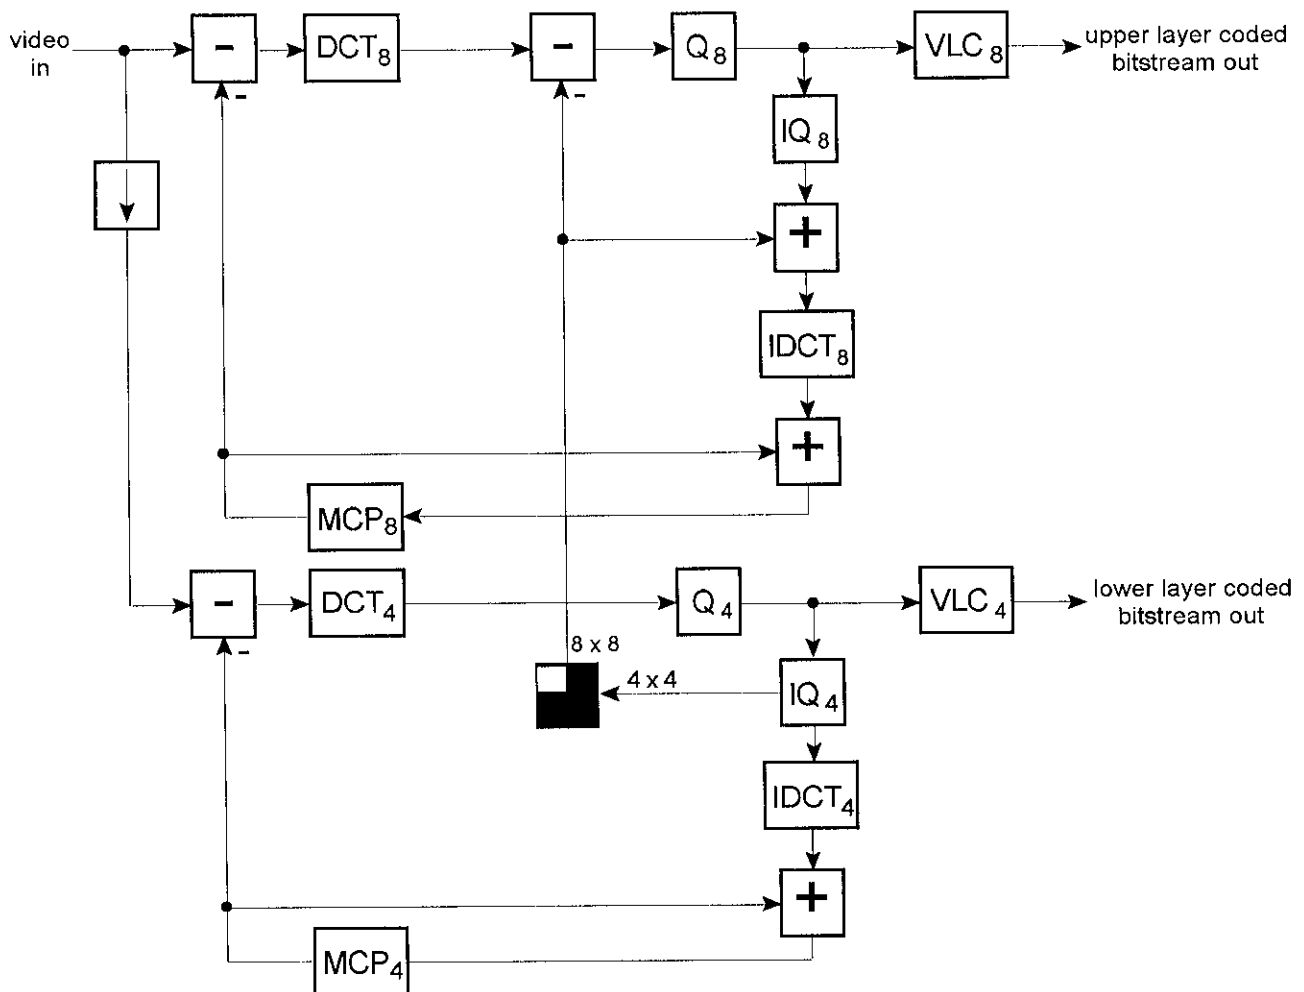 video
in
-
DCT8
-
Q8
VLC8
upper layer coded
bitstream out
-
-
IQ8
+
IDCT8
+
MCP8
-
DCT4
Q4
VLC4
lower layer coded
bitstream out
-
8 x 8
4 x 4
IQ4
IDCT4
+
MCP4